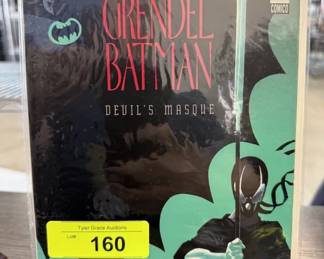 COMICO
GRENDEL
BATMAN
DEVIL'S MASQUE
Tyler Grace Auctions
Lot#
160